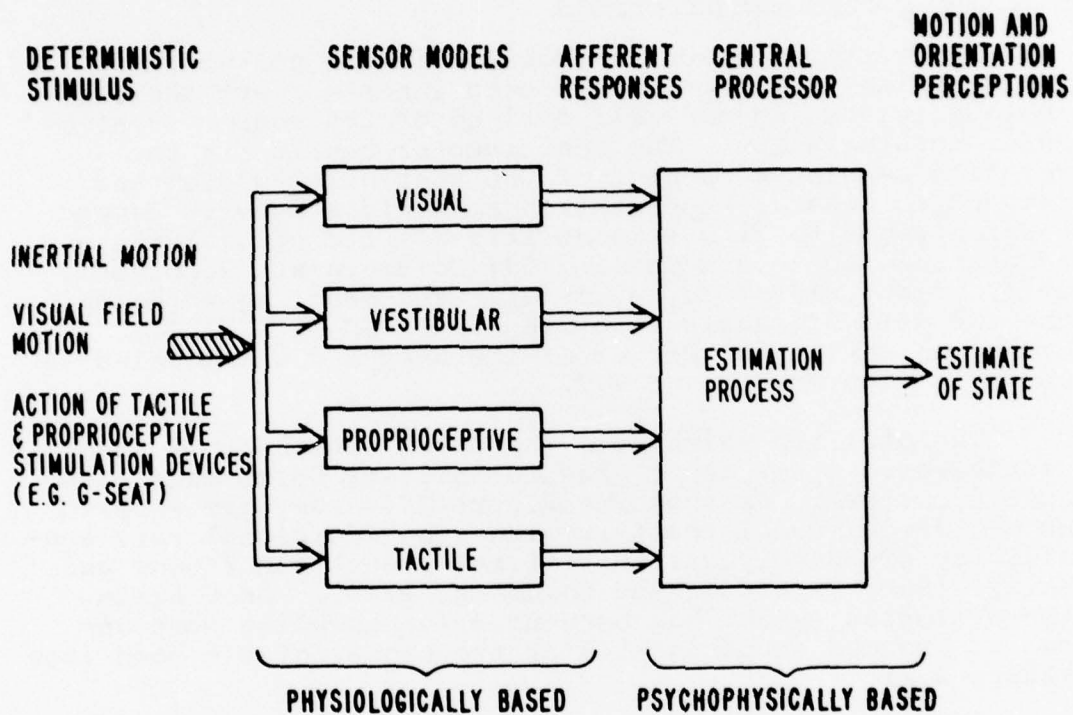 DETERMINISTIC
STIMULUS
SENSOR MODELS
AFFERENT
RESPONSES
CENTRAL
PROCESSOR
MOTION AND
ORIENTATION
PERCEPTIONS
INERTIAL MOTION
VISUAL FIELD
MOTION
ACTION OF TACTILE
& PROPRIOCEPTIVE
STIMULATION DEVICES
(E.G. G-SEAT)
VISUAL
VESTIBULAR
PROPRIOCEPTIVE
TACTILE
ESTIMATION
PROCESS
ESTIMATE
OF STATE
PHYSIOLOGICALLY BASED
PSYCHOPHYSICALLY BASED